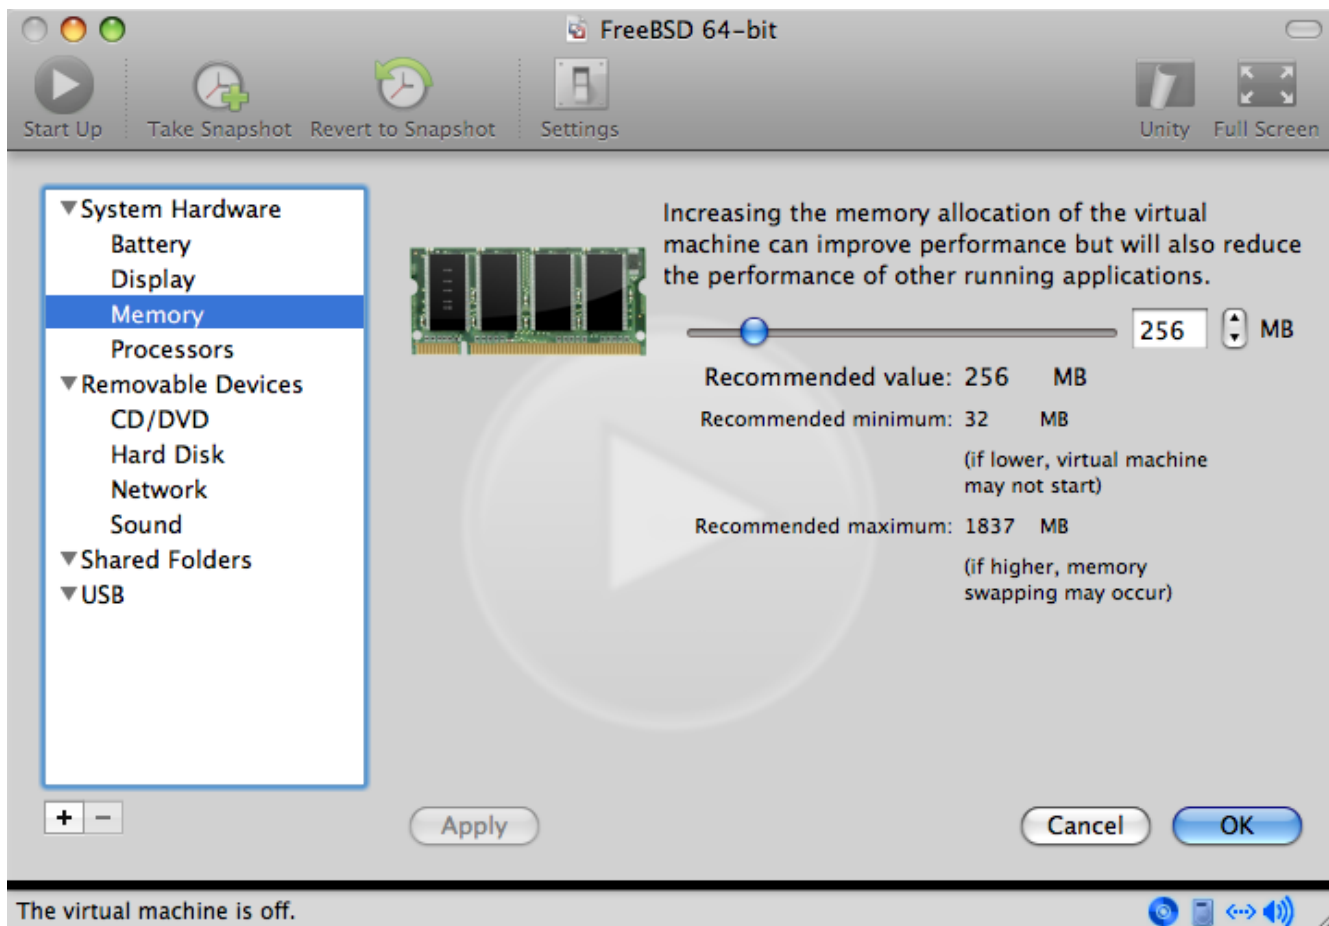 FreeBSD 64-bit
Start Up
Take Snapshot
Revert to Snapshot
Settings
Unity
Full Screen
System Hardware
Battery
Display
Memory
Processors
Removable Devices
CD/DVD
Hard Disk
Network
Sound
Shared Folders
USB
Increasing the memory allocation of the virtual
machine can improve performance but will also reduce
the performance of other running applications.
256 MB
Recommended value: 256 MB
Recommended minimum: 32 MB
(if lower, virtual machine
may not start)
Recommended maximum: 1837 MB
(if higher, memory
swapping may occur)
+ −
Apply
Cancel
OK
The virtual machine is off.